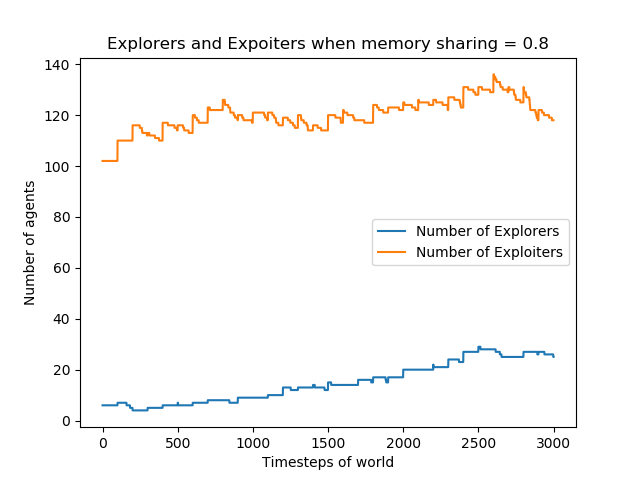 Explorers and Expoiters when memory sharing = 0.8
140
120
100
80
60
40
20
0
Number of agents
Number of Explorers
Number of Exploiters
0 500 1000 1500 2000 2500 3000
Timesteps of world